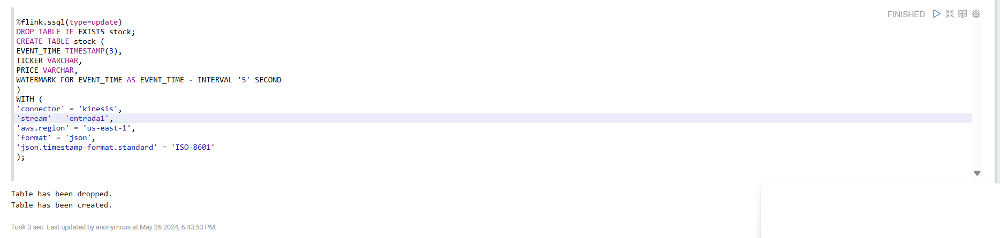 FINISHED
%flink.ssql(type=update)
DROP TABLE IF EXISTS stock;
CREATE TABLE stock (
EVENT_TIME TIMESTAMP(3),
TICKER VARCHAR,
PRICE VARCHAR,
WATERMARK FOR EVENT_TIME AS EVENT_TIME - INTERVAL '5' SECOND
)
WITH (
'connector' = 'kinesis',
'stream' = 'entrada1',
'aws.region' = 'us-east-1',
'format' = 'json',
'json.timestamp-format.standard' = 'ISO-8601'
);
Table has been dropped.
Table has been created.
Took 3 sec. Last updated by anonymous at May 26 2024, 6:43:53 PM.